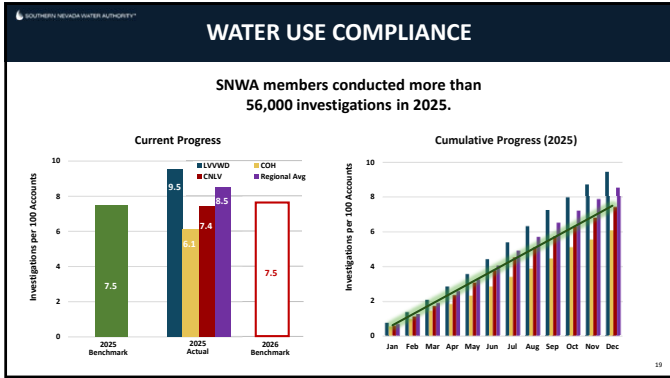 SOUTHERN NEVADA WATER AUTHORITY™
WATER USE COMPLIANCE
SNWA members conducted more than
56,000 investigations in 2025.
Current Progress
Investigations per 100 Accounts
10
8
6
4
2
0
LVVWD
COH
CNLV
Regional Avg
7.5
9.5
6.1
7.4
8.5
7.5
2025
Benchmark
2025
Actual
2026
Benchmark
Cumulative Progress (2025)
Investigations per 100 Accounts
10
8
6
4
2
0
Jan Feb Mar Apr May Jun Jul Aug Sep Oct Nov Dec
19